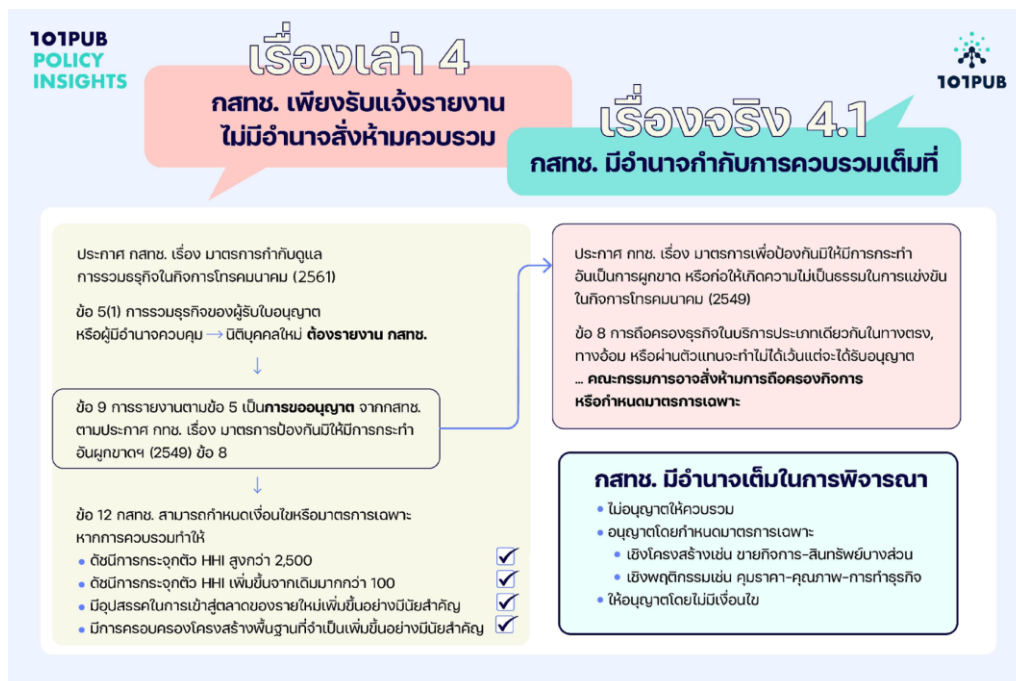 101PUB
POLICY
INSIGHTS
เรื่องเล่า 4
กสทช. เพียงรับแจ้งรายงาน
ไม่มีอำนาจสั่งห้ามควบรวม
101PUB
เรื่องจริง 4.1
กสทช. มีอำนาจกำกับการควบรวมเต็มที่
ประกาศ กสทช. เรื่อง มาตรการกำกับดูแล
การรวมธุรกิจในกิจการโทรคมนาคม (2561)
ข้อ 5(1) การรวมธุรกิจของผู้รับใบอนุญาต
หรือผู้มีอำนาจควบคุม → นิติบุคคลใหม่ ต้องรายงาน กสทช.
ข้อ 9 การรายงานตามข้อ 5 เป็นการขออนุญาต จากกสทช.
ตามประกาศ กทช. เรื่อง มาตรการป้องกันมิให้มีการกระทำ
อันผูกขาดฯ (2549) ข้อ 8
ข้อ 12 กสทช. สามารถกำหนดเงื่อนไขหรือมาตรการเฉพาะ
หากการควบรวมทำให้
• ดัชนีการกระจุกตัว HHI สูงกว่า 2,500
• ดัชนีการกระจุกตัว HHI เพิ่มขึ้นจากเดิมมากกว่า 100
• มีอุปสรรคในการเข้าสู่ตลาดของรายใหม่เพิ่มขึ้นอย่างมีนัยสำคัญ
• มีการครอบครองโครงสร้างพื้นฐานที่จำเป็นเพิ่มขึ้นอย่างมีนัยสำคัญ
ประกาศ กทช. เรื่อง มาตรการเพื่อป้องกันมิให้มีการกระทำ
อันเป็นการผูกขาด หรือก่อให้เกิดความไม่เป็นธรรมในการแข่งขัน
ในกิจการโทรคมนาคม (2549)
ข้อ 8 การถือครองธุรกิจในบริการประเภทเดียวกันในทางตรง,
ทางอ้อม หรือผ่านตัวแทนจะทำไม่ได้เว้นแต่จะได้รับอนุญาต
... คณะกรรมการอาจสั่งห้ามการถือครองกิจการ
หรือกำหนดมาตรการเฉพาะ
กสทช. มีอำนาจเต็มในการพิจารณา
• ไม่อนุญาตให้ควบรวม
• อนุญาตโดยกำหนดมาตรการเฉพาะ
• เชิงโครงสร้างเช่น ขายกิจการ-สินทรัพย์บางส่วน
• เชิงพฤติกรรมเช่น คุมราคา-คุณภาพ-การทำธุรกิจ
• ให้อนุญาตโดยไม่มีเงื่อนไข